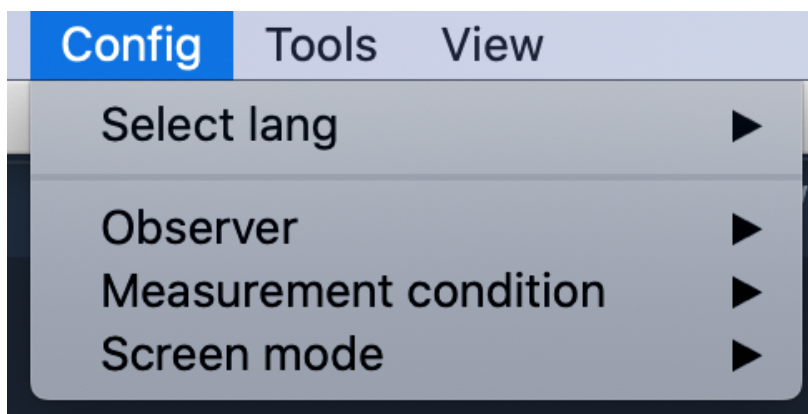 Config Tools View
Select lang
Observer
Measurement condition
Screen mode